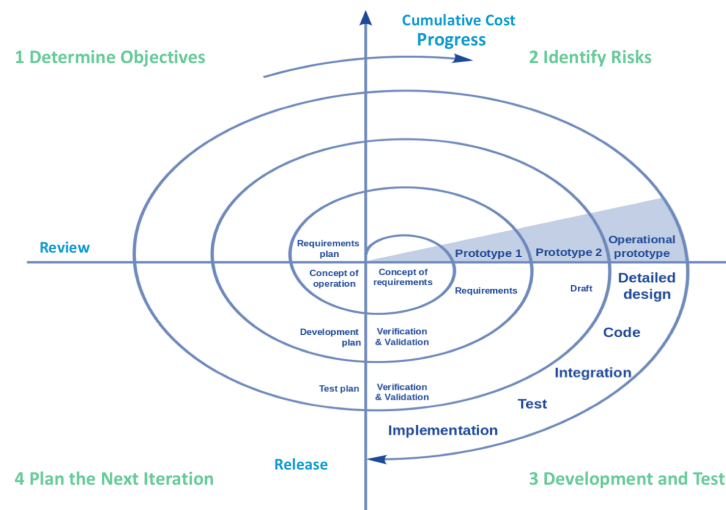 Cumulative Cost
Progress
1 Determine Objectives
2 Identify Risks
Review
Requirements
plan
Prototype 1
Prototype 2
Operational
prototype
Concept of
operation
Concept of
requirements
Requirements
Draft
Detailed
design
Development
plan
Verification
& Validation
Code
Integration
Test plan
Verification
& Validation
Test
Implementation
Release
4 Plan the Next Iteration
3 Development and Test